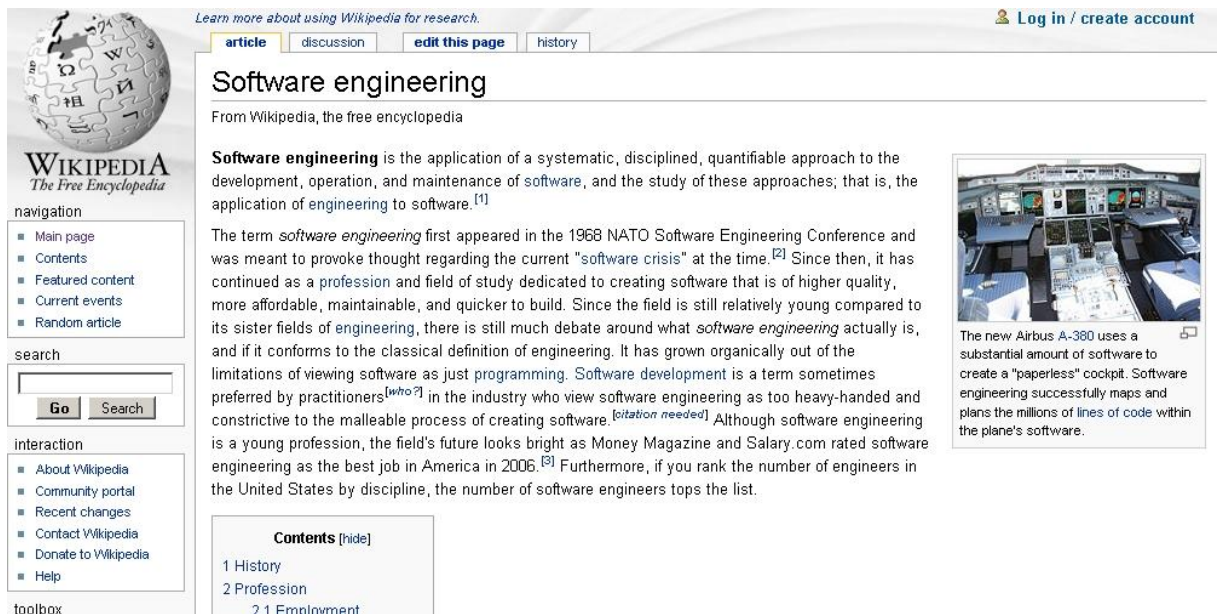 Learn more about using Wikipedia for research.
Log in / create account
article discussion edit this page history
Software engineering
From Wikipedia, the free encyclopedia
Software engineering is the application of a systematic, disciplined, quantifiable approach to the
development, operation, and maintenance of software, and the study of these approaches; that is, the
application of engineering to software.[1]
The term software engineering first appeared in the 1968 NATO Software Engineering Conference and
was meant to provoke thought regarding the current "software crisis" at the time.[2] Since then, it has
continued as a profession and field of study dedicated to creating software that is of higher quality,
more affordable, maintainable, and quicker to build. Since the field is still relatively young compared to
its sister fields of engineering, there is still much debate around what software engineering actually is,
and if it conforms to the classical definition of engineering. It has grown organically out of the
limitations of viewing software as just programming. Software development is a term sometimes
preferred by practitioners[who?] in the industry who view software engineering as too heavy-handed and
constrictive to the malleable process of creating software.[citation needed] Although software engineering
is a young profession, the field's future looks bright as Money Magazine and Salary.com rated software
engineering as the best job in America in 2006.[3] Furthermore, if you rank the number of engineers in
the United States by discipline, the number of software engineers tops the list.
The new Airbus A-380 uses a
substantial amount of software to
create a "paperless" cockpit. Software
engineering successfully maps and
plans the millions of lines of code within
the plane's software.
Contents [hide]
1 History
2 Profession
2.1 Employment
Ω W И 祖
WIKIPEDIA
The Free Encyclopedia
navigation
Main page
Contents
Featured content
Current events
Random article
search
Go Search
interaction
About Wikipedia
Community portal
Recent changes
Contact Wikipedia
Donate to Wikipedia
Help
toolbox